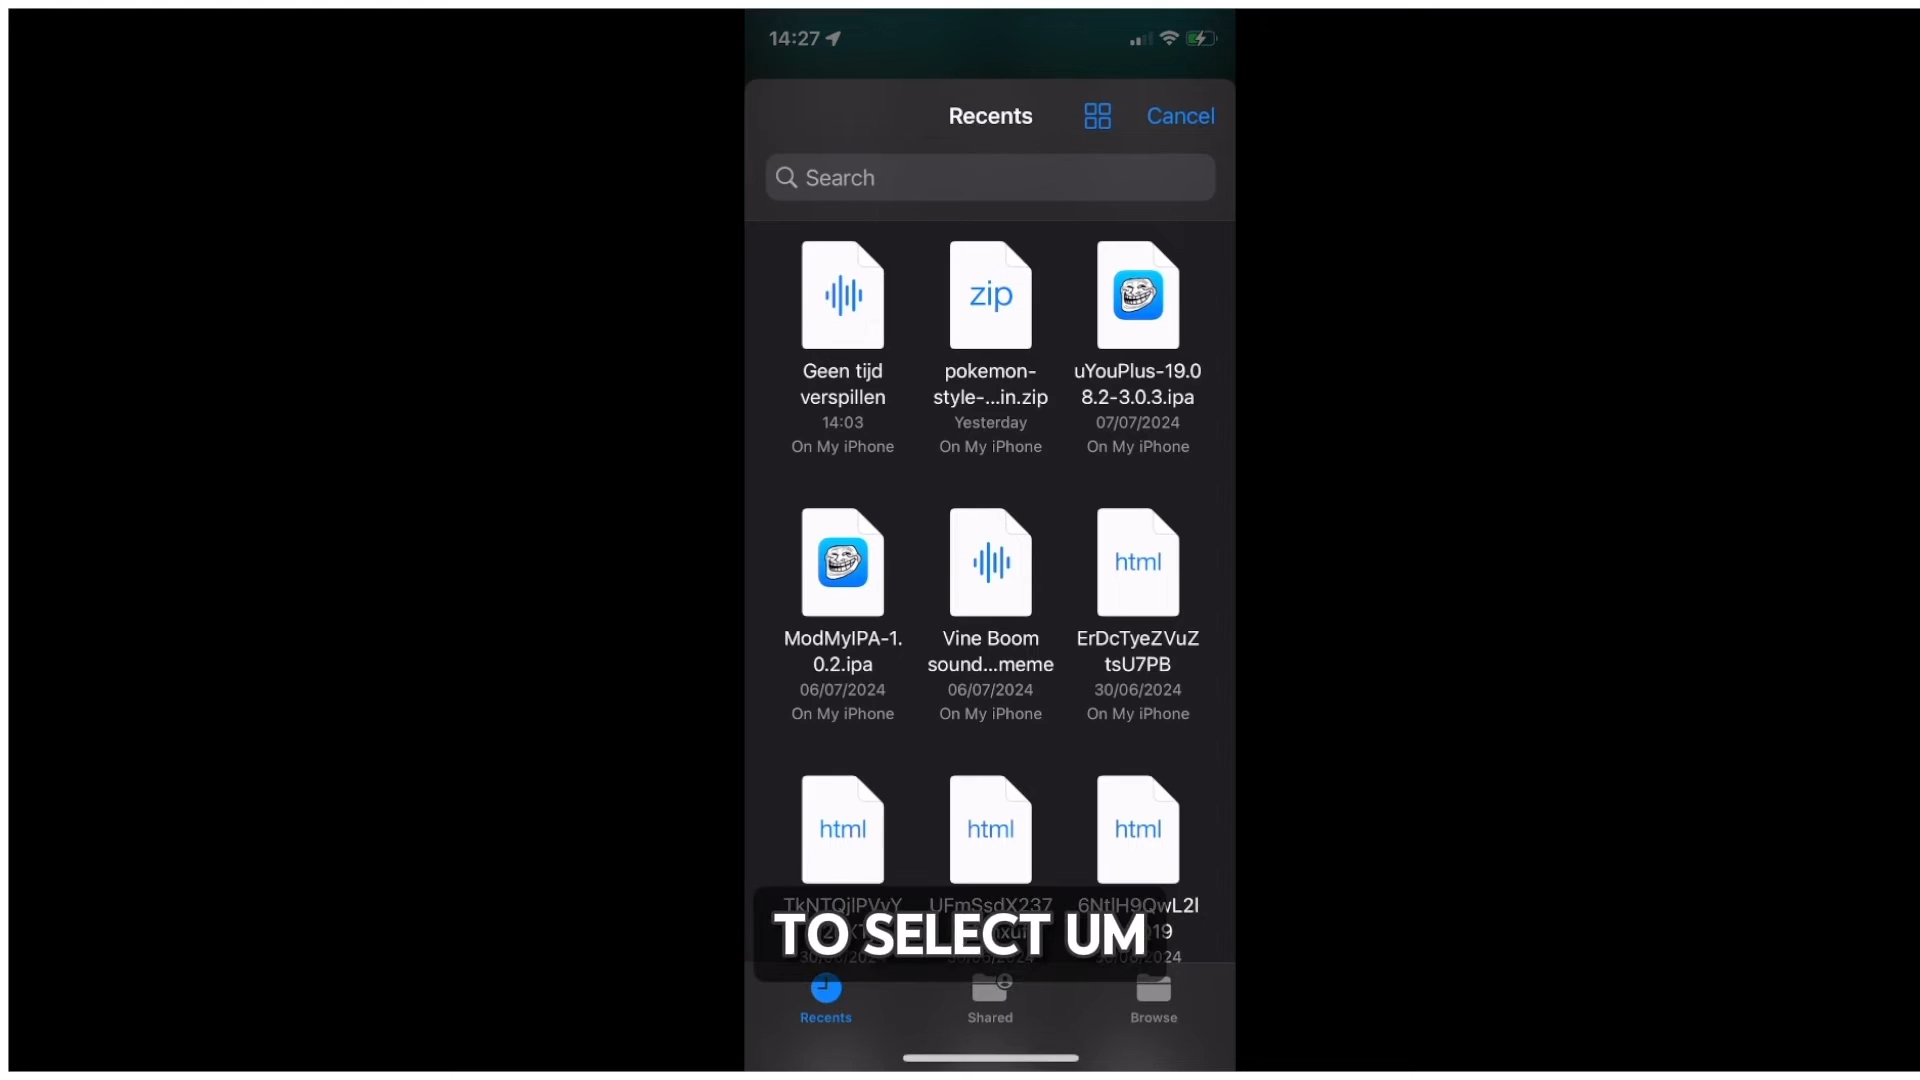 14:27
Recents
Cancel
Search
zip
Geen tijd
verspillen
14:03
On My iPhone
pokemon-
style-...in.zip
Yesterday
On My iPhone
uYouPlus-19.0
8.2-3.0.3.ipa
07/07/2024
On My iPhone
html
ModMyIPA-1.
0.2.ipa
06/07/2024
On My iPhone
Vine Boom
sound...meme
06/07/2024
On My iPhone
ErDcTyeZVuZ
tsU7PB
30/06/2024
On My iPhone
html
html
html
TO SELECT UM
Recents
Shared
Browse